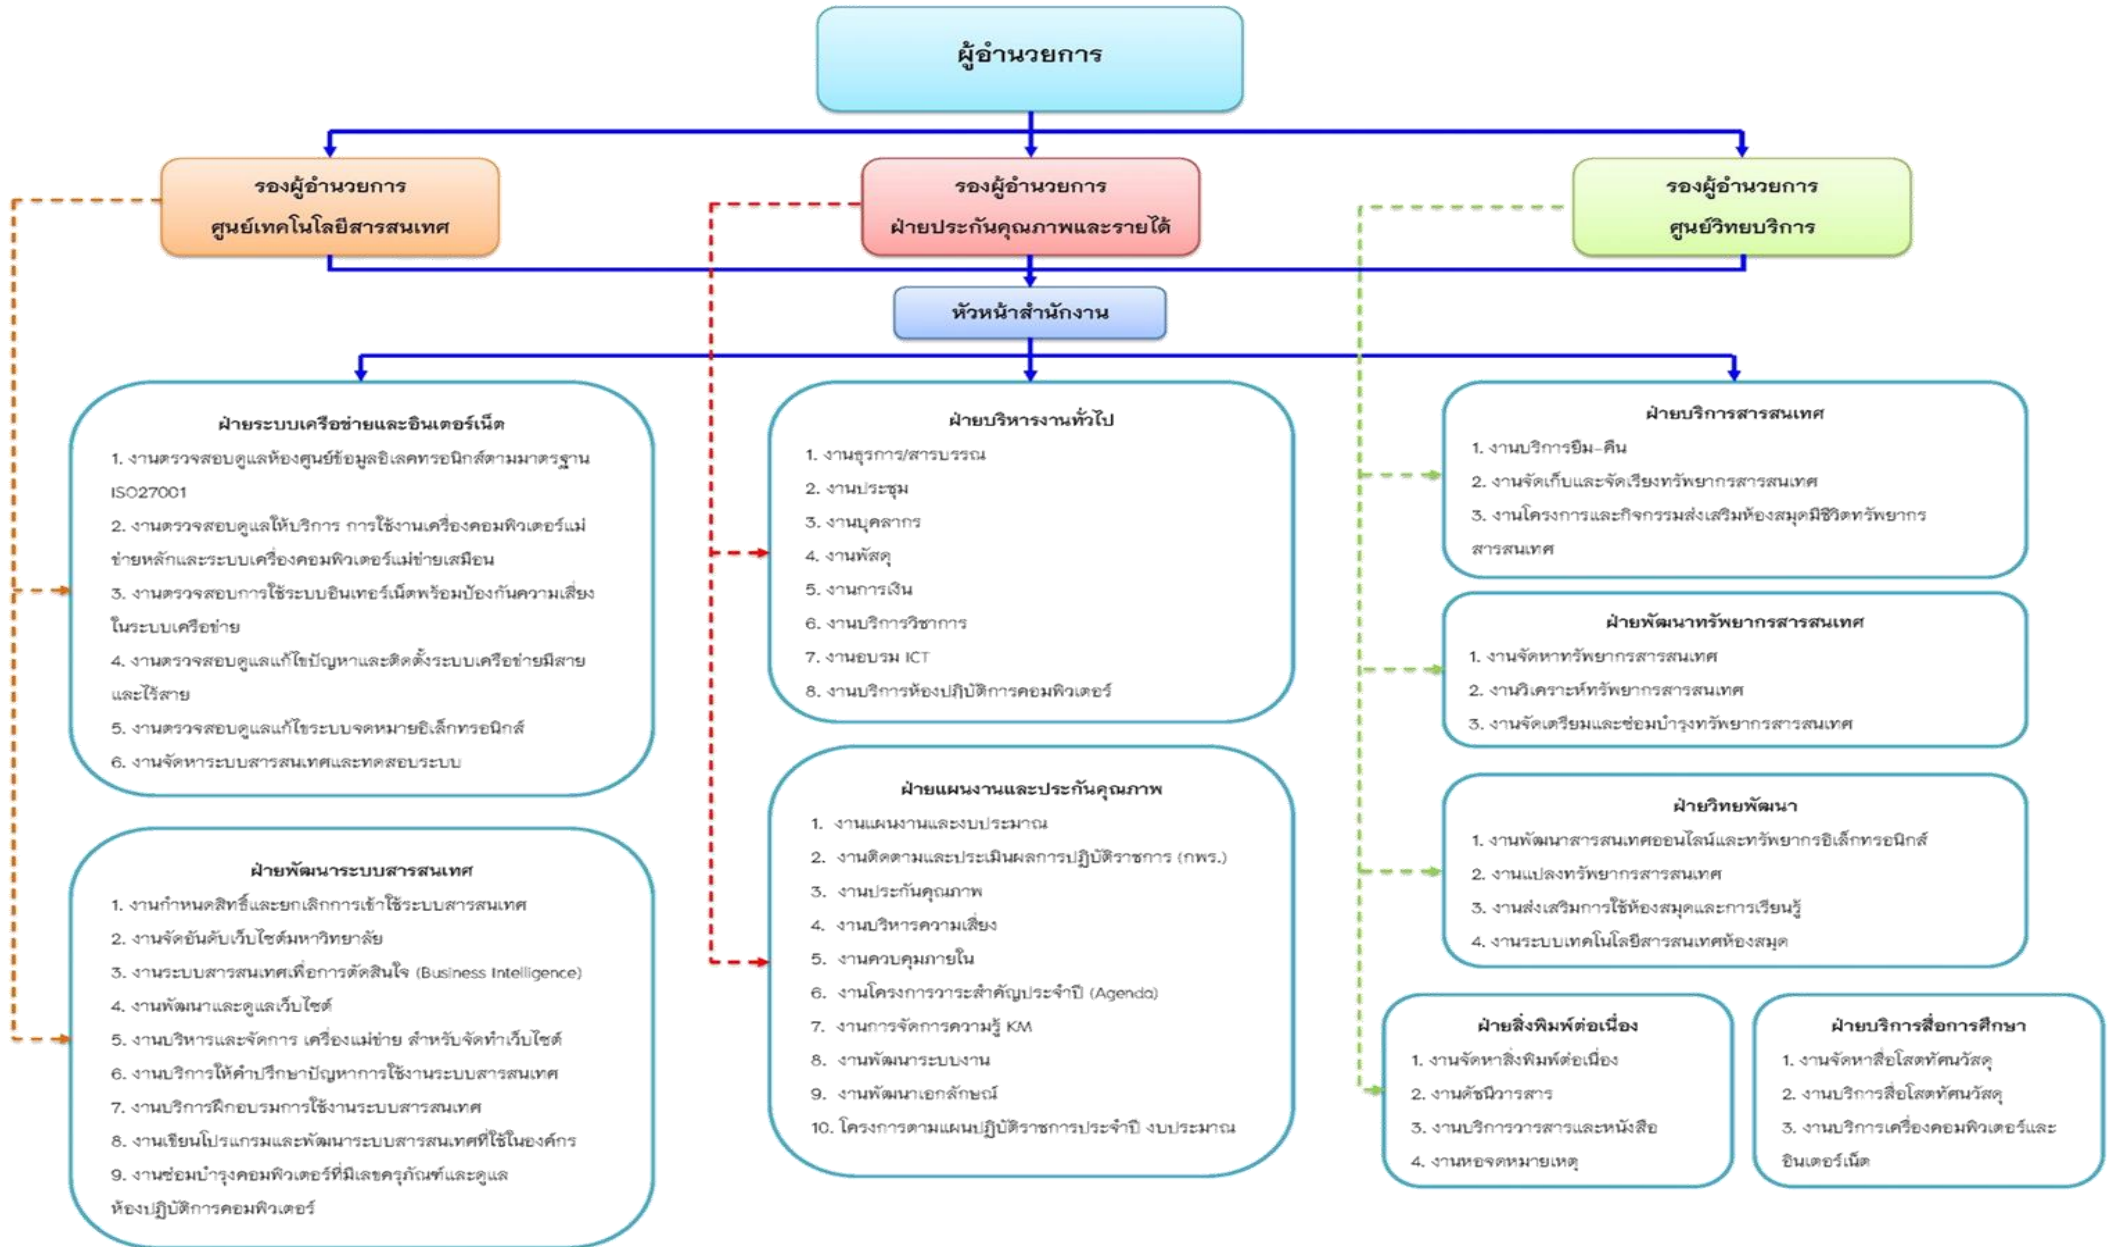 ผู้อำนวยการ
รองผู้อำนวยการ
ศูนย์เทคโนโลยีสารสนเทศ
รองผู้อำนวยการ
ฝ่ายประกันคุณภาพและรายได้
รองผู้อำนวยการ
ศูนย์วิทยบริการ
หัวหน้าสำนักงาน
ฝ่ายระบบเครือข่ายและอินเตอร์เน็ต
1. งานตรวจสอบดูแลห้องศูนย์ข้อมูลอิเลคทรอนิกส์ตามมาตรฐาน
ISO27001
2. งานตรวจสอบดูแลให้บริการ การใช้งานเครื่องคอมพิวเตอร์แม่
ข่ายหลักและระบบเครื่องคอมพิวเตอร์แม่ข่ายเสมือน
3. งานตรวจสอบการใช้ระบบอินเทอร์เน็ตพร้อมป้องกันความเสี่ยง
ในระบบเครือข่าย
4. งานตรวจสอบดูแลแก้ไขปัญหาและติดตั้งระบบเครือข่ายมีสาย
และไร้สาย
5. งานตรวจสอบดูแลแก้ไขระบบจดหมายอิเล็กทรอนิกส์
6. งานจัดหาระบบสารสนเทศและทดสอบระบบ
ฝ่ายพัฒนาระบบสารสนเทศ
1. งานกำหนดสิทธิ์และยกเลิกการเข้าใช้ระบบสารสนเทศ
2. งานจัดอันดับเว็บไซต์มหาวิทยาลัย
3. งานระบบสารสนเทศเพื่อการตัดสินใจ (Business Intelligence)
4. งานพัฒนาและดูแลเว็บไซต์
5. งานบริหารและจัดการ เครื่องแม่ข่าย สำหรับจัดทำเว็บไซต์
6. งานบริการให้คำปรึกษาปัญหาการใช้งานระบบสารสนเทศ
7. งานบริการฝึกอบรมการใช้งานระบบสารสนเทศ
8. งานเขียนโปรแกรมและพัฒนาระบบสารสนเทศที่ใช้ในองค์กร
9. งานซ่อมบำรุงคอมพิวเตอร์ที่มีเลขครุภัณฑ์และดูแล
ห้องปฏิบัติการคอมพิวเตอร์
ฝ่ายบริหารงานทั่วไป
1. งานธุรการ/สารบรรณ
2. งานประชุม
3. งานบุคลากร
4. งานพัสดุ
5. งานการเงิน
6. งานบริการวิชาการ
7. งานอบรม ICT
8. งานบริการห้องปฏิบัติการคอมพิวเตอร์
ฝ่ายแผนงานและประกันคุณภาพ
1. งานแผนงานและงบประมาณ
2. งานติดตามและประเมินผลการปฏิบัติราชการ (กพร.)
3. งานประกันคุณภาพ
4. งานบริหารความเสี่ยง
5. งานควบคุมภายใน
6. งานโครงการวาระสำคัญประจำปี (Agenda)
7. งานการจัดการความรู้ KM
8. งานพัฒนาระบบงาน
9. งานพัฒนาเอกลักษณ์
10. โครงการตามแผนปฏิบัติราชการประจำปี งบประมาณ
ฝ่ายบริการสารสนเทศ
1. งานบริการยืม-คืน
2. งานจัดเก็บและจัดเรียงทรัพยากรสารสนเทศ
3. งานโครงการและกิจกรรมส่งเสริมห้องสมุดมีชีวิตทรัพยากร
สารสนเทศ
ฝ่ายพัฒนาทรัพยากรสารสนเทศ
1. งานจัดหาทรัพยากรสารสนเทศ
2. งานวิเคราะห์ทรัพยากรสารสนเทศ
3. งานจัดเตรียมและซ่อมบำรุงทรัพยากรสารสนเทศ
ฝ่ายวิทยพัฒนา
1. งานพัฒนาสารสนเทศออนไลน์และทรัพยากรอิเล็กทรอนิกส์
2. งานแปลงทรัพยากรสารสนเทศ
3. งานส่งเสริมการใช้ห้องสมุดและการเรียนรู้
4. งานระบบเทคโนโลยีสารสนเทศห้องสมุด
ฝ่ายสิ่งพิมพ์ต่อเนื่อง
1. งานจัดหาสิ่งพิมพ์ต่อเนื่อง
2. งานดัชนีวารสาร
3. งานบริการวารสารและหนังสือ
4. งานหอจดหมายเหตุ
ฝ่ายบริการสื่อการศึกษา
1. งานจัดหาสื่อโสตทัศนวัสดุ
2. งานบริการสื่อโสตทัศนวัสดุ
3. งานบริการเครื่องคอมพิวเตอร์และ
อินเตอร์เน็ต